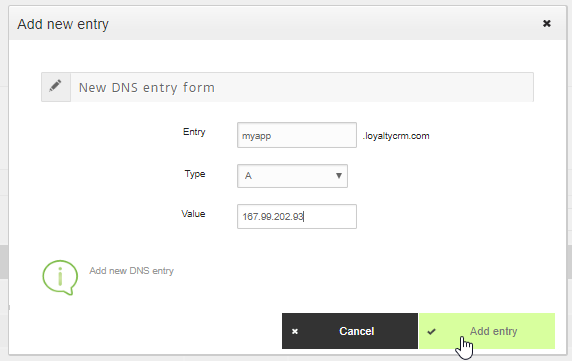 Add new entry
New DNS entry form
Entry
myapp
.loyaltycrm.com
Type
A
Value
167.99.202.93
Add new DNS entry
Cancel
Add entry